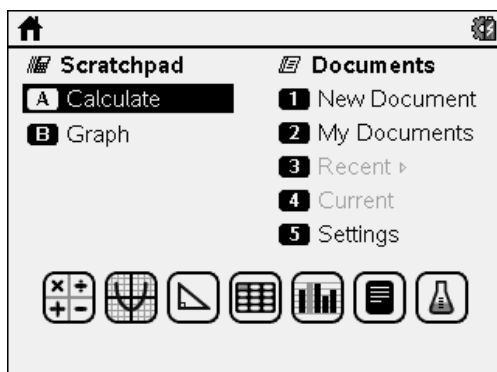 Scratchpad
A Calculate
B Graph
Documents
1 New Document
2 My Documents
3 Recent ▹
4 Current
5 Settings